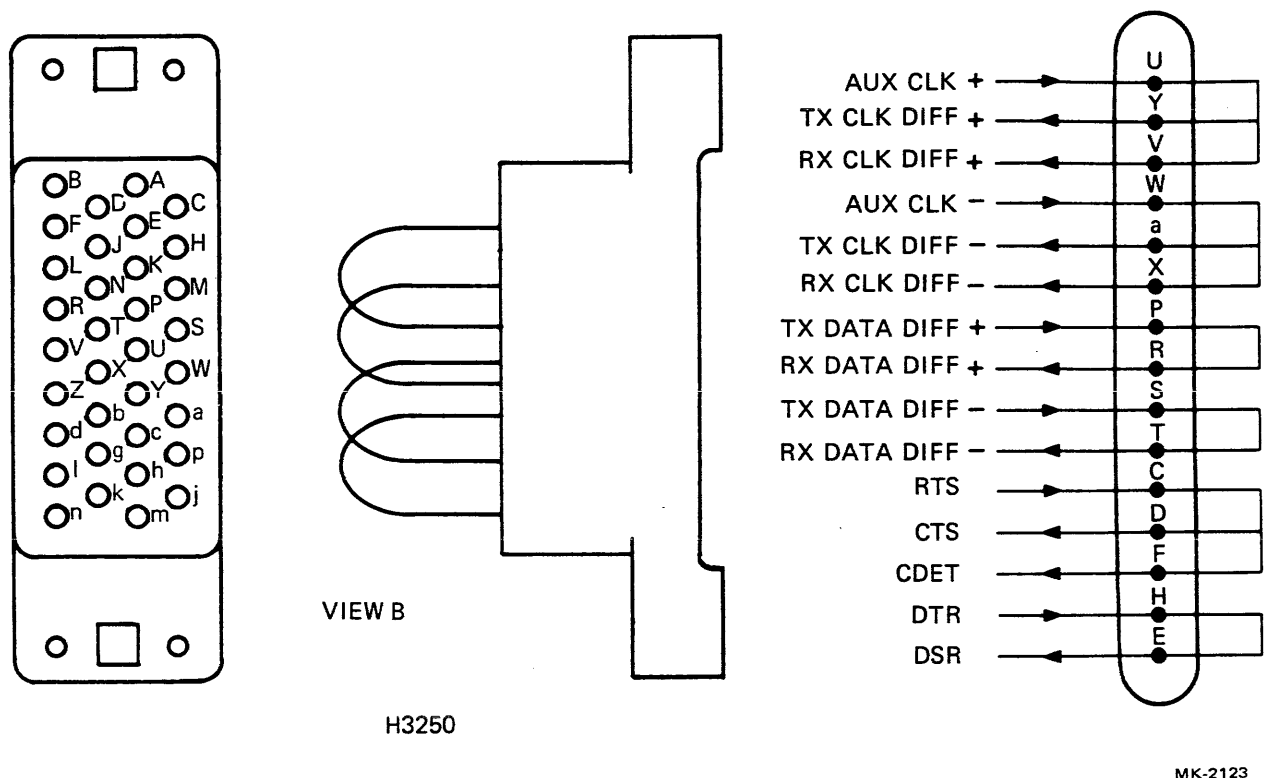 B A
D C
F E
J H
L K
N M
R P
T S
V U
X W
Z Y
b a
d c
g p
l h
k j
n m
VIEW B
H3250
AUX CLK + U
TX CLK DIFF + Y
RX CLK DIFF + V
AUX CLK − W
TX CLK DIFF − a
RX CLK DIFF − X
TX DATA DIFF + P
RX DATA DIFF + R
TX DATA DIFF − S
RX DATA DIFF − T
RTS C
CTS D
CDET F
DTR H
DSR E
MK-2123